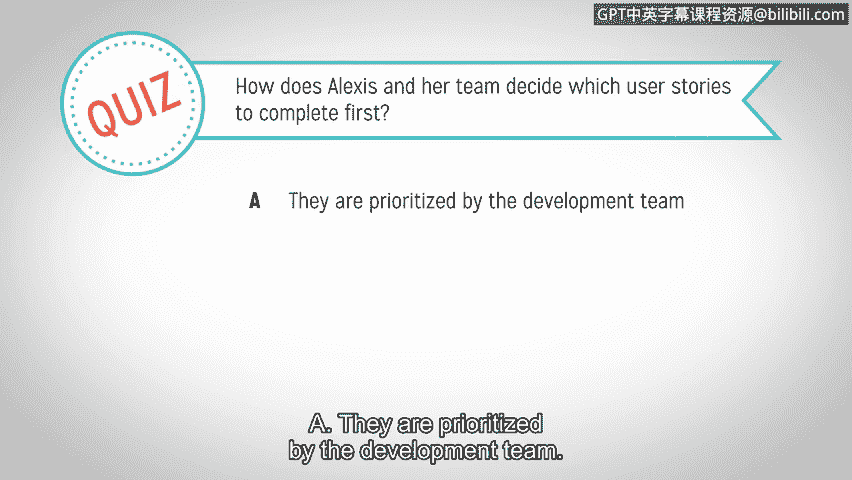 GPT中英字幕课程资源@bilibili.com
QUIZ
How does Alexis and her team decide which user stories
to complete first?
A They are prioritized by the development team
A. They are prioritized
by the development team.